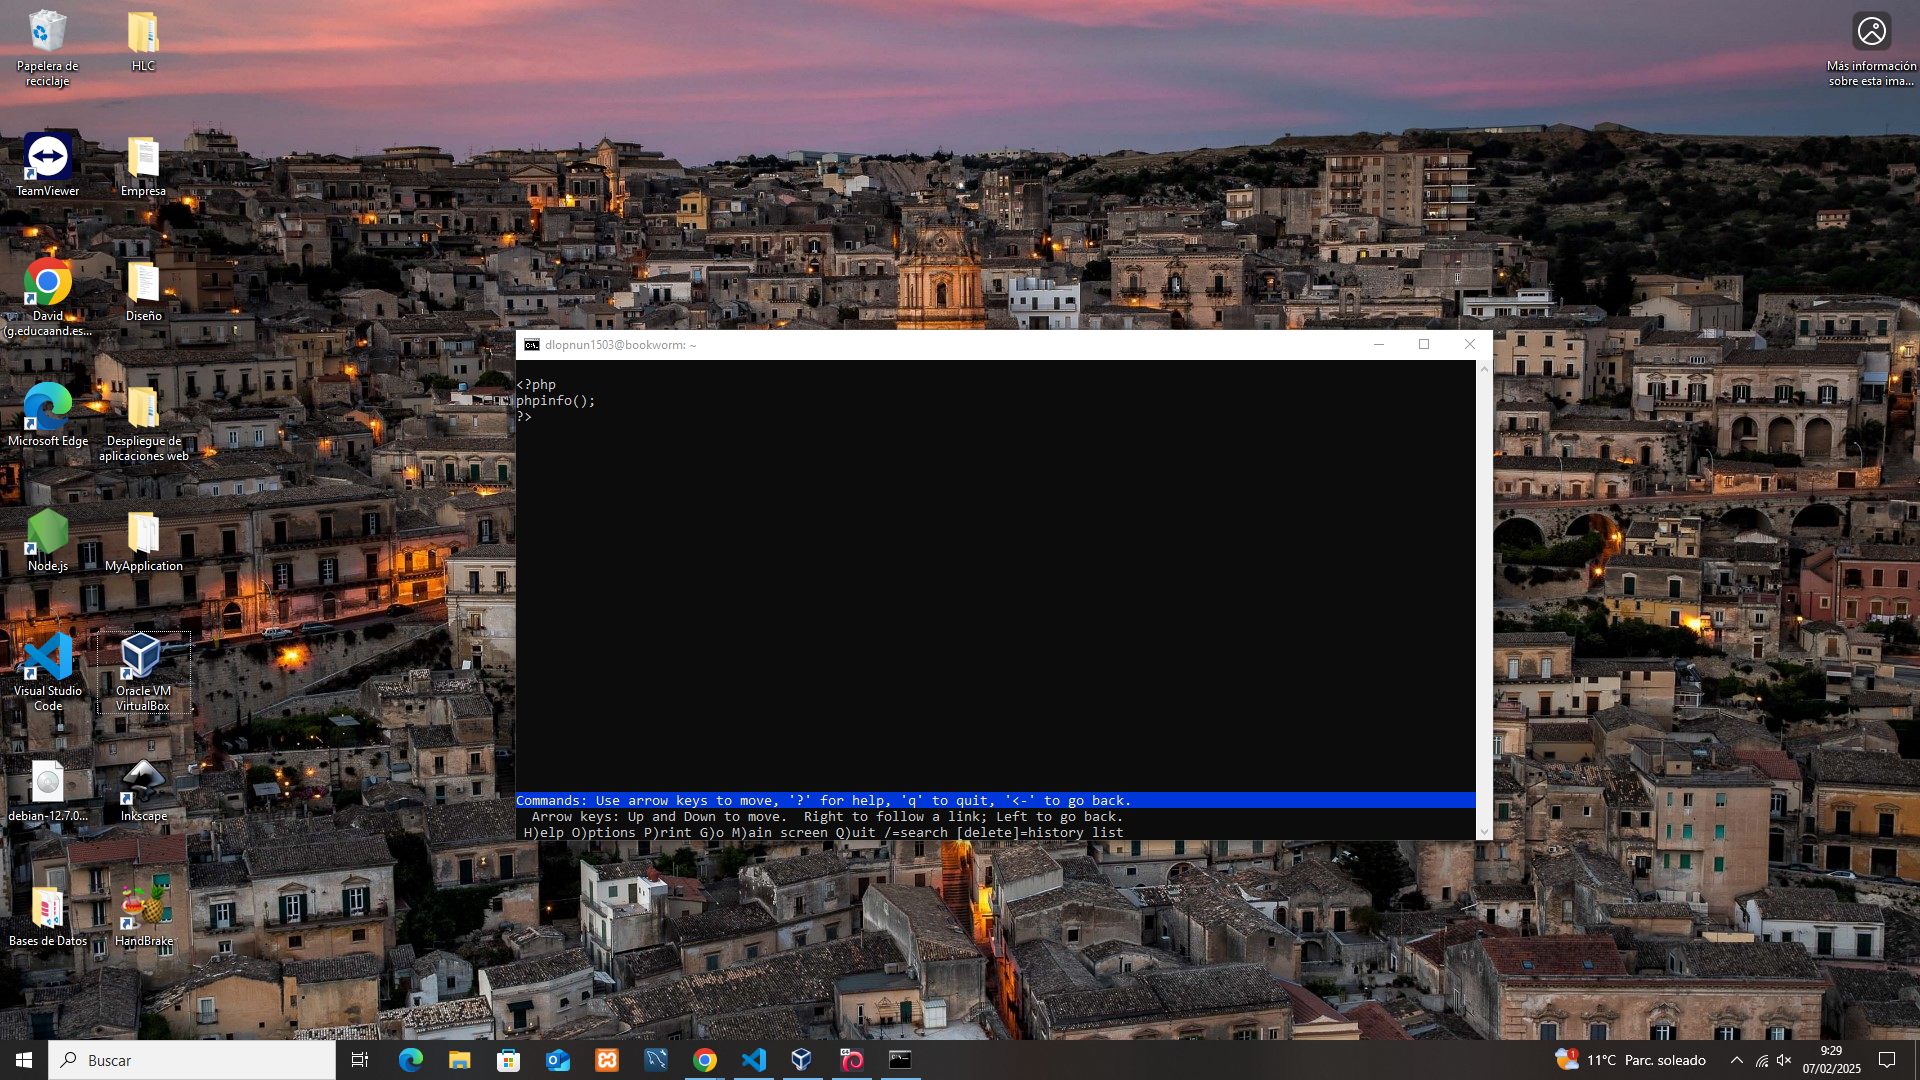 Papelera de
reciclaje
HLC
Más información
sobre esta ima...
TeamViewer
Empresa
David
(g.educaand.es...
Diseño
Microsoft Edge
Despliegue de
aplicaciones web
Node.js
MyApplication
Visual Studio
Code
Oracle VM
VirtualBox
debian-12.7.0...
Inkscape
Bases de Datos
HandBrake
dlopnun1503@bookworm: ~
<?php
phpinfo();
?>
Commands: Use arrow keys to move, '?' for help, 'q' to quit, '<-' to go back.
Arrow keys: Up and Down to move.  Right to follow a link; Left to go back.
H)elp O)ptions P)rint G)o M)ain screen Q)uit /=search [delete]=history list
Buscar
1
11°C Parc. soleado
9:29
07/02/2025